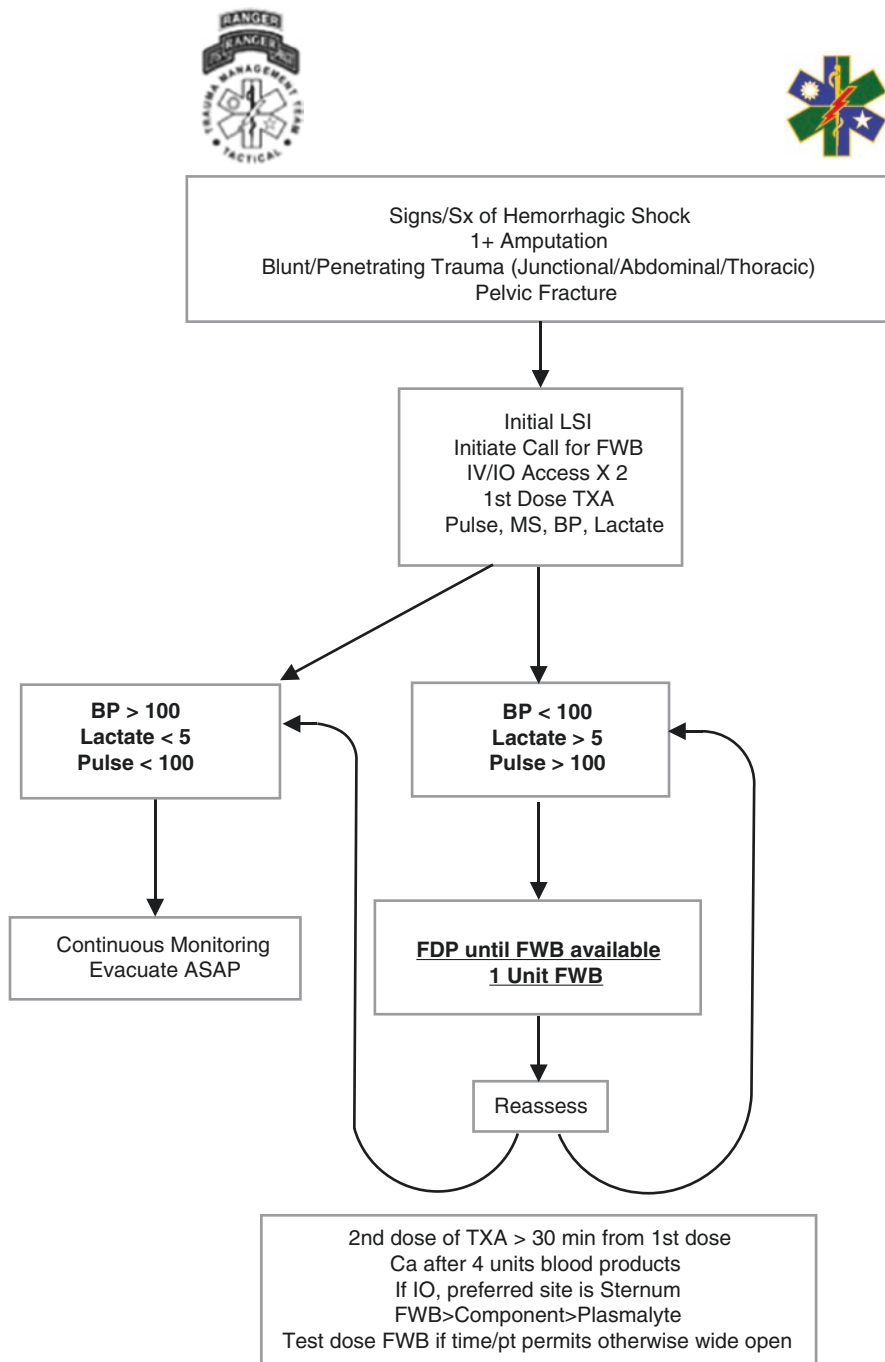 RANGER
RANGER
TRAUMA MANAGEMENT TEAM
TACTICAL
Signs/Sx of Hemorrhagic Shock
1+ Amputation
Blunt/Penetrating Trauma (Junctional/Abdominal/Thoracic)
Pelvic Fracture
Initial LSI
Initiate Call for FWB
IV/IO Access X 2
1st Dose TXA
Pulse, MS, BP, Lactate
BP > 100
Lactate < 5
Pulse < 100
BP < 100
Lactate > 5
Pulse > 100
Continuous Monitoring
Evacuate ASAP
FDP until FWB available
1 Unit FWB
Reassess
2nd dose of TXA > 30 min from 1st dose
Ca after 4 units blood products
If IO, preferred site is Sternum
FWB>Component>Plasmalyte
Test dose FWB if time/pt permits otherwise wide open